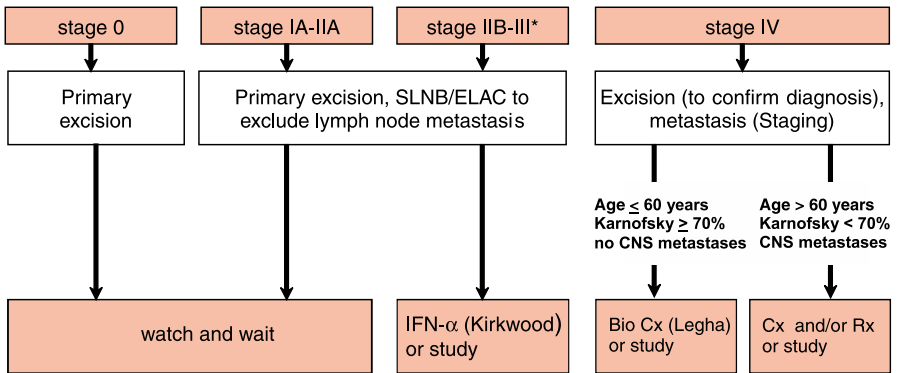 stage 0
stage IA-IIA
stage IIB-III*
stage IV
Primary
excision
Primary excision, SLNB/ELAC to
exclude lymph node metastasis
Excision (to confirm diagnosis),
metastasis (Staging)
Age ≤ 60 years
Karnofsky ≥ 70%
no CNS metastases
Age > 60 years
Karnofsky < 70%
CNS metastases
watch and wait
IFN-α (Kirkwood)
or study
Bio Cx (Legha)
or study
Cx and/or Rx
or study